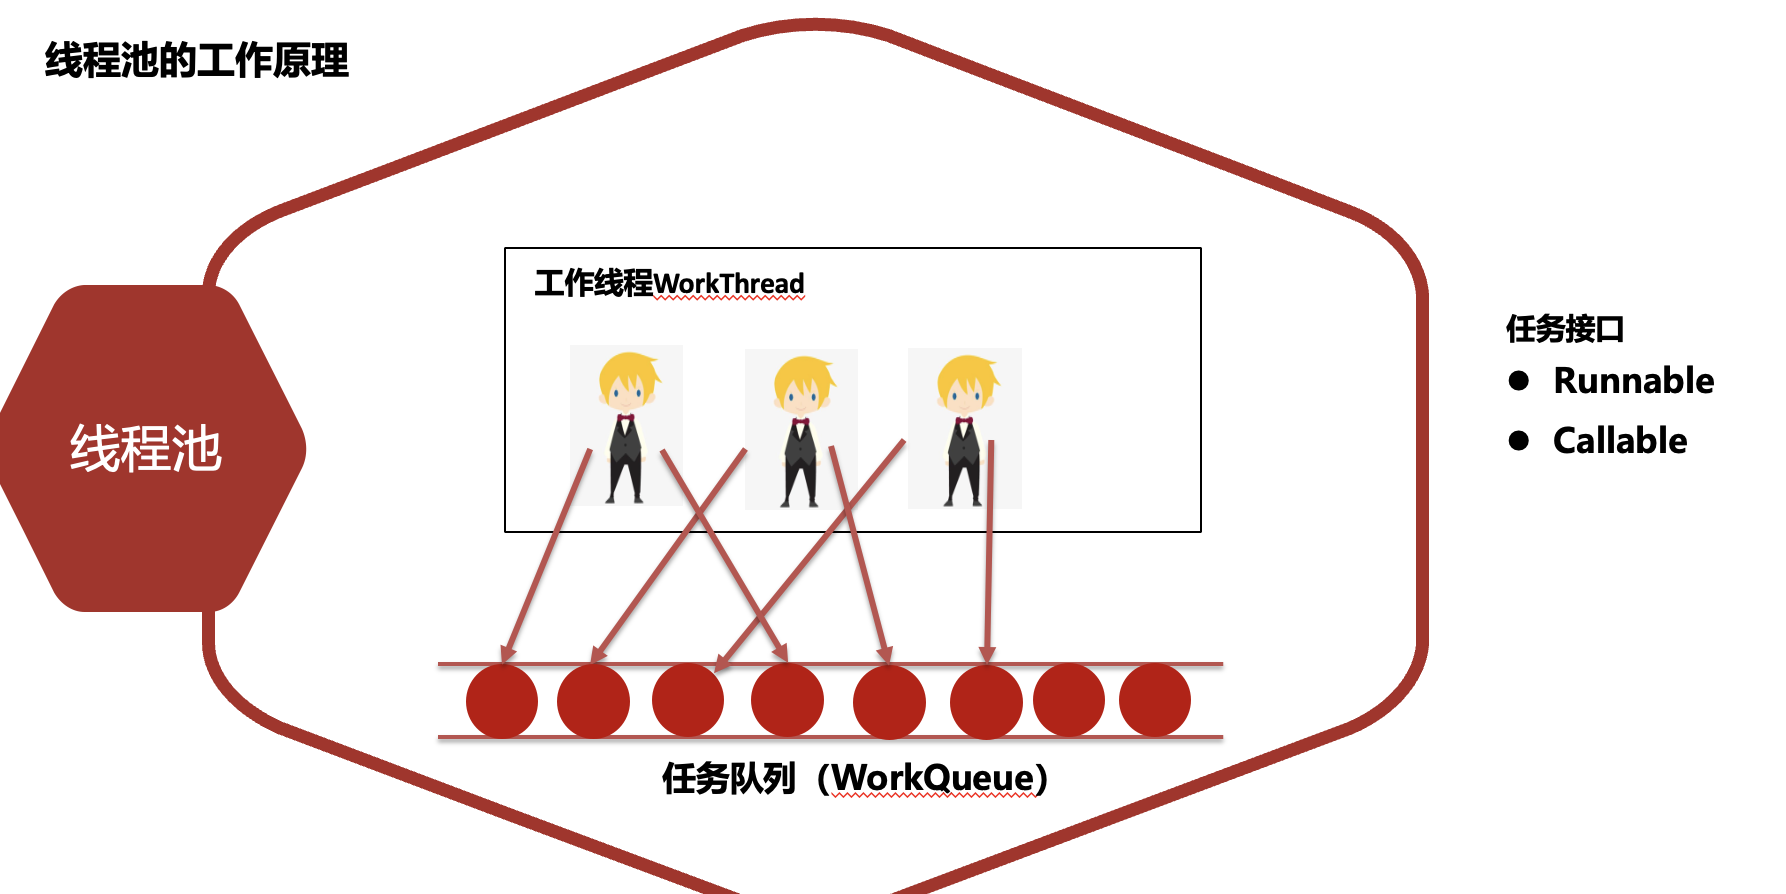 线程池的工作原理
工作线程WorkThread
任务接口
Runnable
Callable
线程池
任务队列（WorkQueue）